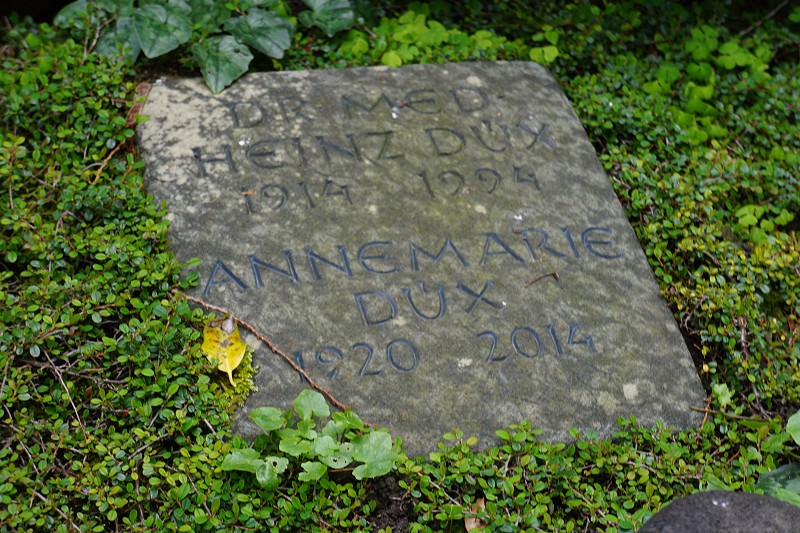 DR·MED·
HEINZ DÜX
1914 1994
ANNEMARIE
DÜX
1920 2014